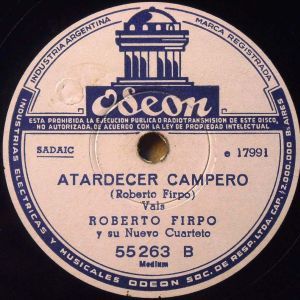 INDUSTRIA ARGENTINA
MARCA REGISTRADA
Odeon
ESTA PROHIBIDA LA EJECUCION PUBLICA O RADIOTRANSMISION DE ESTE DISCO,
NO AUTORIZADA, DE ACUERDO CON LA LEY DE PROPIEDAD INTELECTUAL
SADAIC
e 17991
ATARDECER CAMPERO
(Roberto Firpo)
Vals
ROBERTO FIRPO
y su Nuevo Cuarteto
55263 B
Medium
INDUSTRIAS ELECTRICAS Y MUSICALES ODEON SOC. DE RESP. LTDA. CAP. 2.000.000